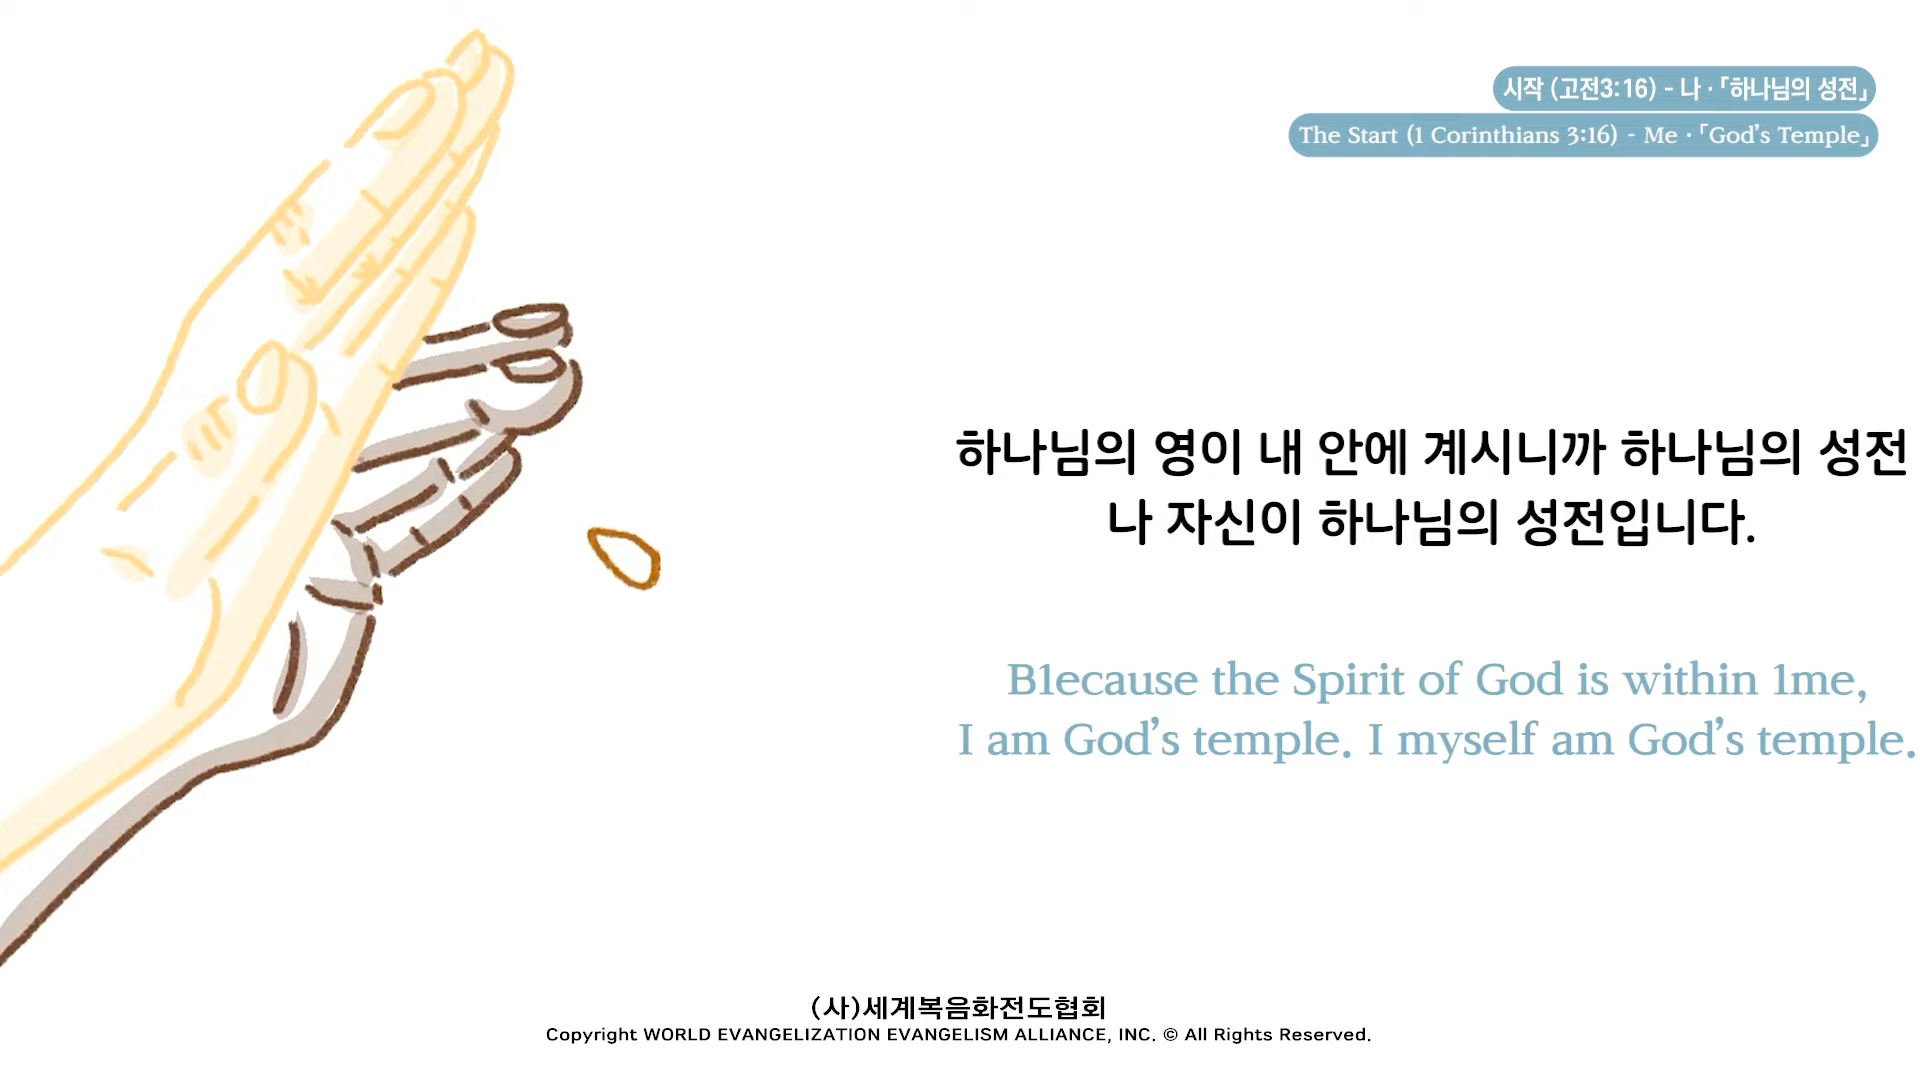 시작 (고전3:16) - 나 · 「하나님의 성전」
The Start (1 Corinthians 3:16) - Me · 「God’s Temple」
하나님의 영이 내 안에 계시니까 하나님의 성전
나 자신이 하나님의 성전입니다.
B1ecause the Spirit of God is within 1me,
I am God’s temple. I myself am God’s temple.
(사)세계복음화전도협회
Copyright WORLD EVANGELIZATION EVANGELISM ALLIANCE, INC. © All Rights Reserved.